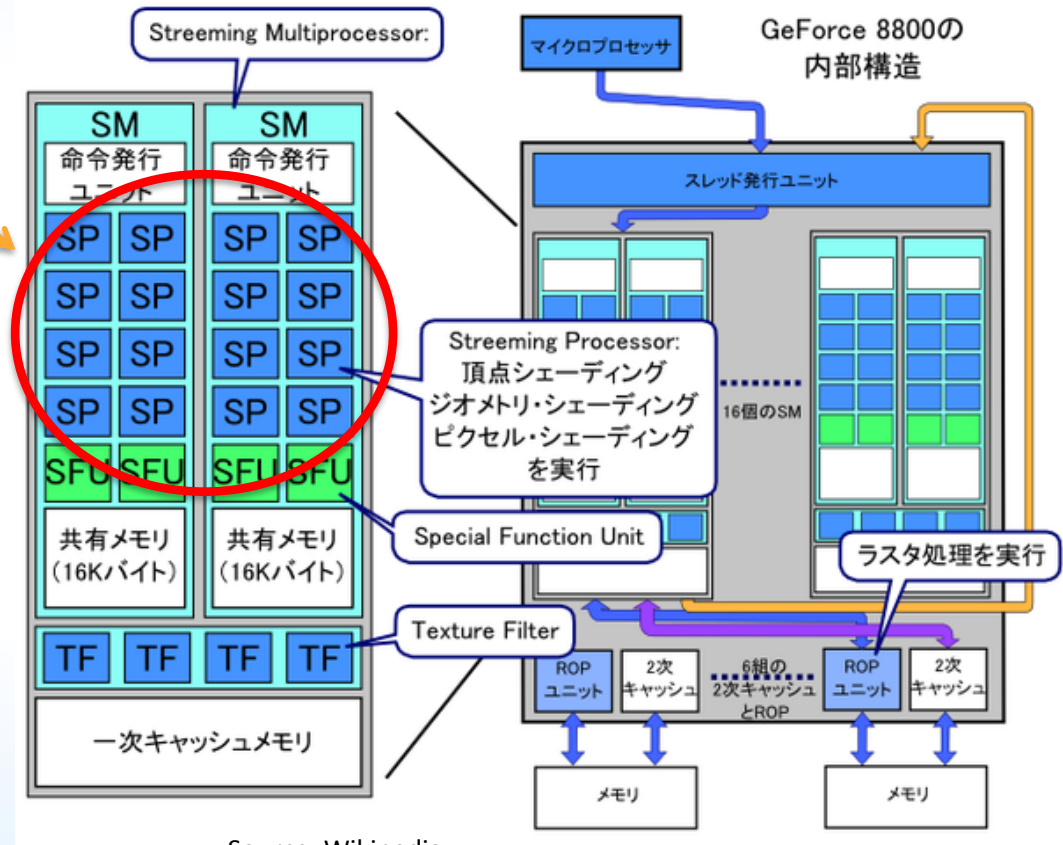 Streeming Multiprocessor:
マイクロプロセッサ
GeForce 8800の
内部構造
SM
SM
命令発行
ユニット
命令発行
ユニット
スレッド発行ユニット
SP SP SP SP
SP SP SP SP
SP SP SP SP
SP SP SP SP
SFU SFU SFU SFU
Streeming Processor:
頂点シェーディング
ジオメトリ・シェーディング
ピクセル・シェーディング
を実行
16個のSM
共有メモリ
(16Kバイト)
共有メモリ
(16Kバイト)
Special Function Unit
ラスタ処理を実行
Texture Filter
TF TF TF TF
一次キャッシュメモリ
ROP
ユニット
2次
キャッシュ
6組の
2次キャッシュ
とROP
ROP
ユニット
2次
キャッシュ
メモリ
メモリ
Source: Wikipedia